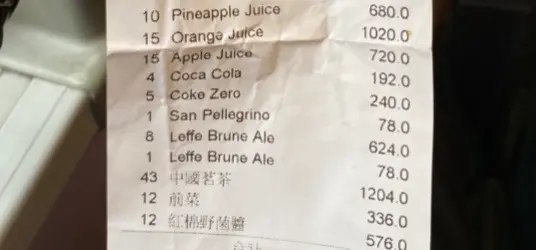 10 Pineapple Juice 680.0
15 Orange Juice 1020.0
15 Apple Juice 720.0
4 Coca Cola 192.0
5 Coke Zero 240.0
1 San Pellegrino 78.0
8 Leffe Brune Ale 624.0
1 Leffe Brune Ale 78.0
43 中國茗茶 1204.0
12 前菜 336.0
12 576.0